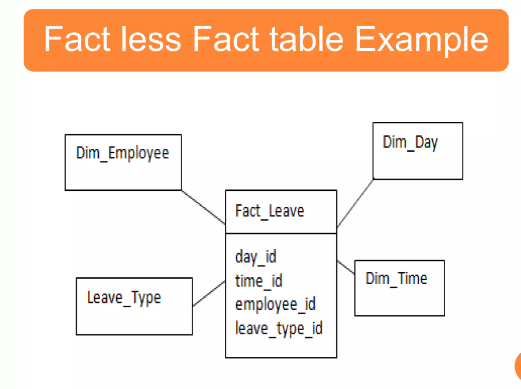 Fact less Fact table Example
Dim_Employee
Dim_Day
Fact_Leave
day_id
time_id
employee_id
leave_type_id
Leave_Type
Dim_Time